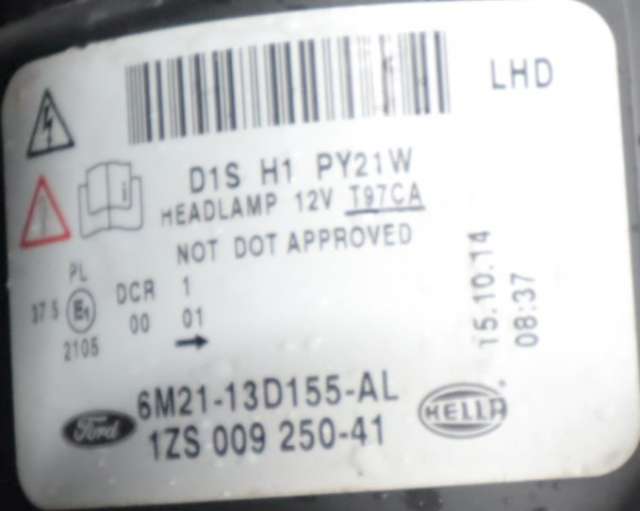 LHD
D1S H1 PY21W
HEADLAMP 12V T97CA
NOT DOT APPROVED
PL
DCR 1
37.5 E1 00 01
2105
15.10.14
08:37
6M21-13D155-AL
Ford
1ZS 009 250-41
HELLA